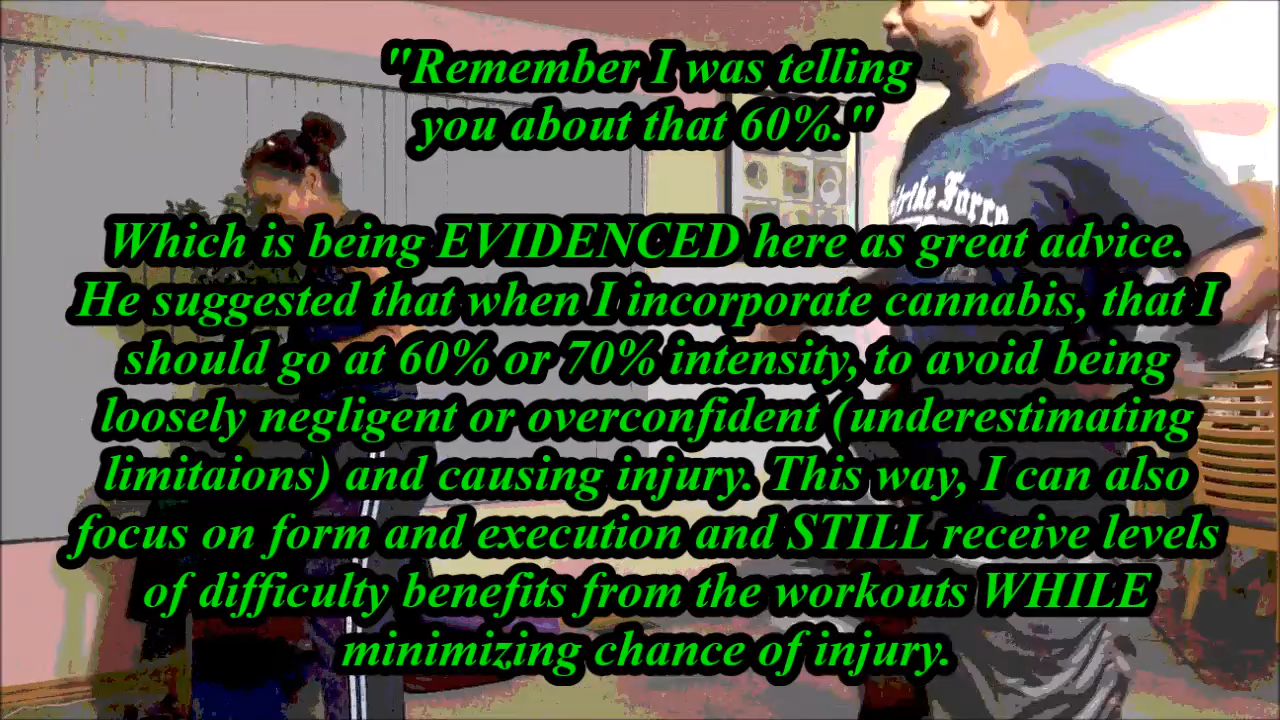 "Remember I was telling
you about that 60%."
Which is being EVIDENCED here as great advice.
He suggested that when I incorporate cannabis, that I
should go at 60% or 70% intensity, to avoid being
loosely negligent or overconfident (underestimating
limitaions) and causing injury. This way, I can also
focus on form and execution and STILL receive levels
of difficulty benefits from the workouts WHILE
minimizing chance of injury.